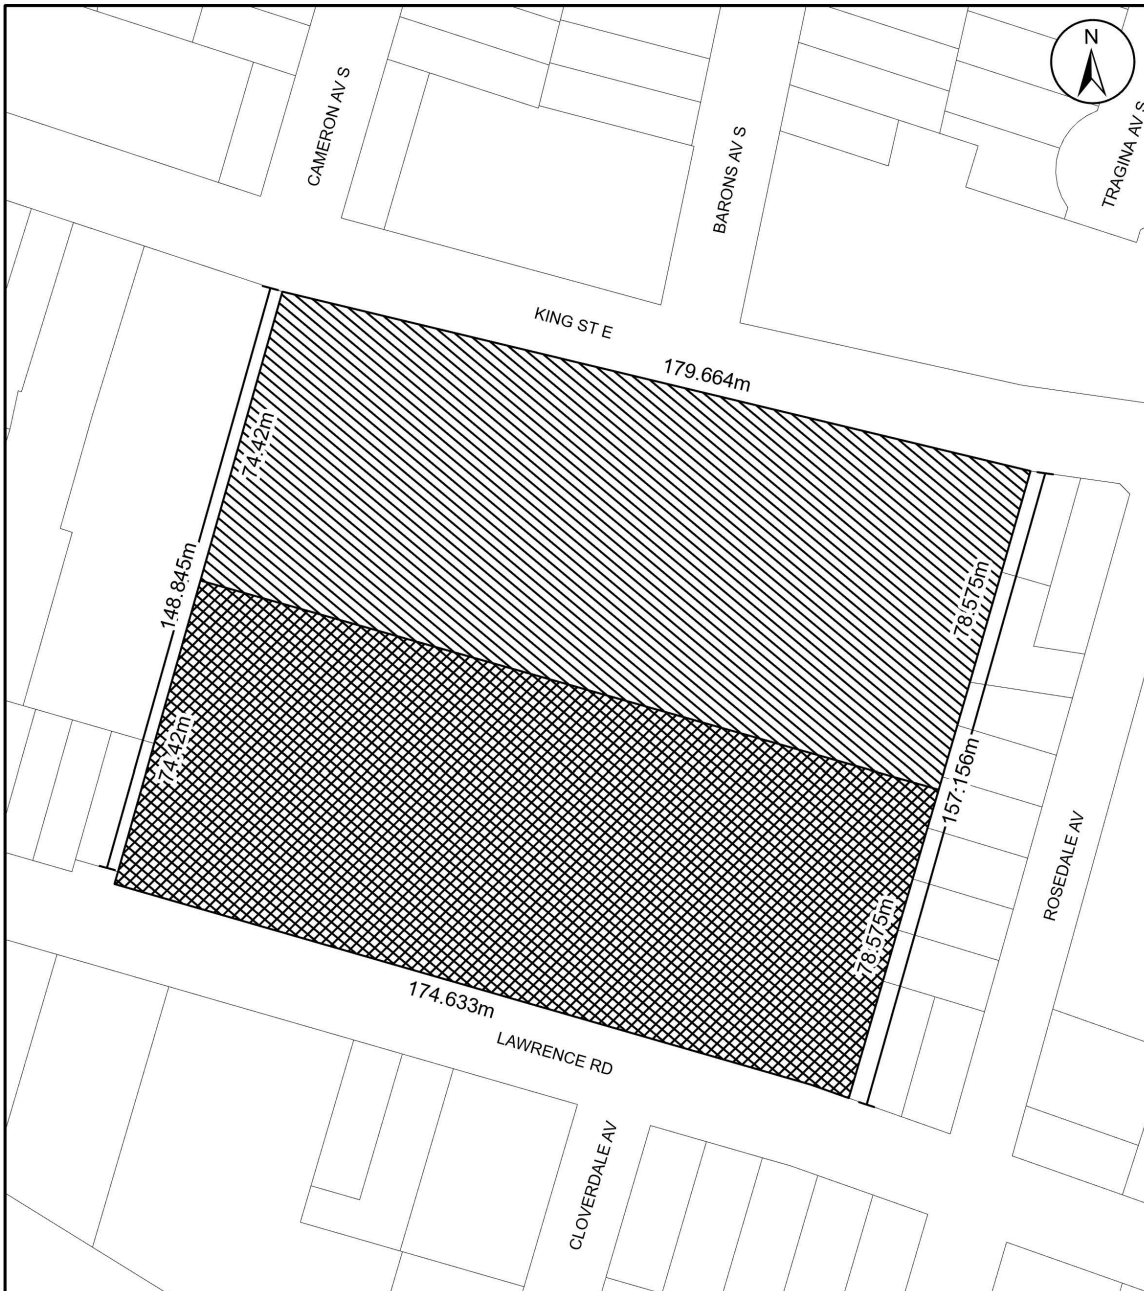 N
CAMERON AV S
BARONS AV S
TRAGINA AV S
KING ST E
179.664m
74.42m
148.845m
78.575m
74.42m
157.156m
78.575m
ROSEDALE AV
174.633m
LAWRENCE RD
CLOVERDALE AV